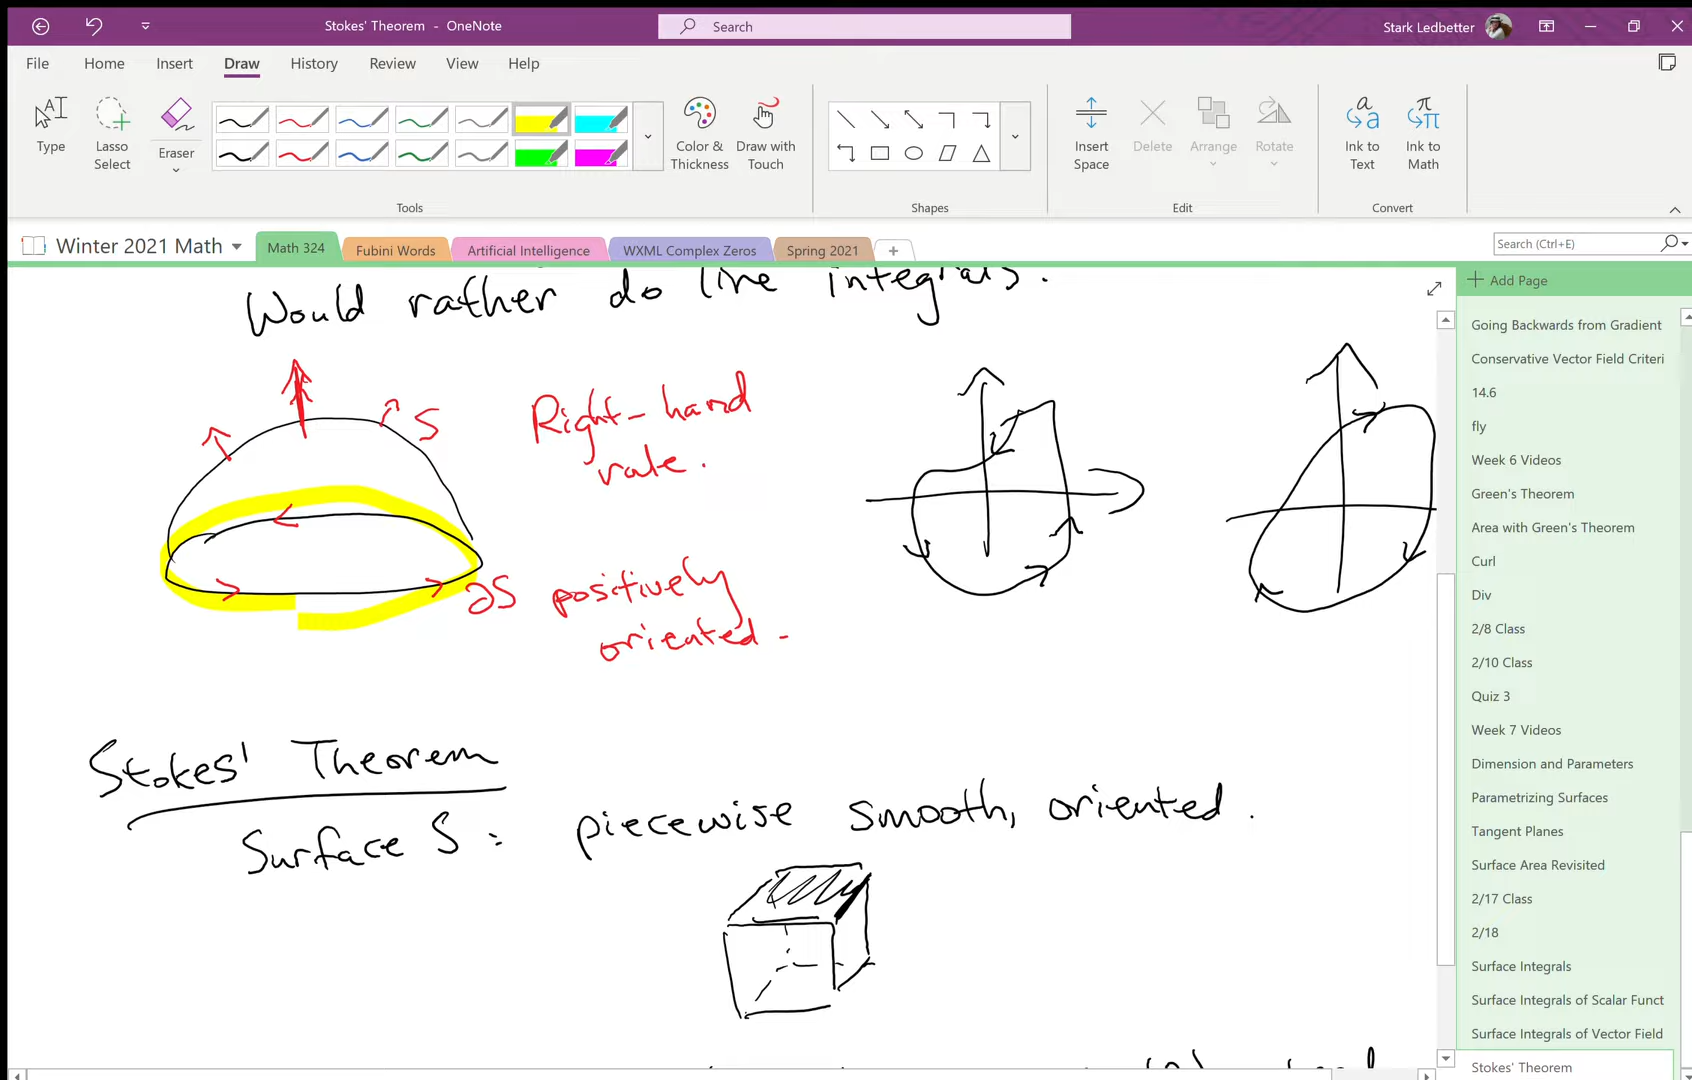 Stokes' Theorem - OneNote
Search
Stark Ledbetter
File Home Insert Draw History Review View Help
Type
Lasso Select
Eraser
Color & Thickness
Draw with Touch
Insert Space
Delete
Arrange
Rotate
Ink to Text
Ink to Math
Tools
Shapes
Edit
Convert
Winter 2021 Math
Math 324
Fubini Words
Artificial Intelligence
WXML Complex Zeros
Spring 2021
Search (Ctrl+E)
Would rather do line integrals.
S
Right-hand
rule.
∂S positively
oriented.
Stokes' Theorem
Surface S: piecewise smooth, oriented.
Add Page
Going Backwards from Gradient
Conservative Vector Field Criteri
14.6
fly
Week 6 Videos
Green's Theorem
Area with Green's Theorem
Curl
Div
2/8 Class
2/10 Class
Quiz 3
Week 7 Videos
Dimension and Parameters
Parametrizing Surfaces
Tangent Planes
Surface Area Revisited
2/17 Class
2/18
Surface Integrals
Surface Integrals of Scalar Funct
Surface Integrals of Vector Field
Stokes' Theorem